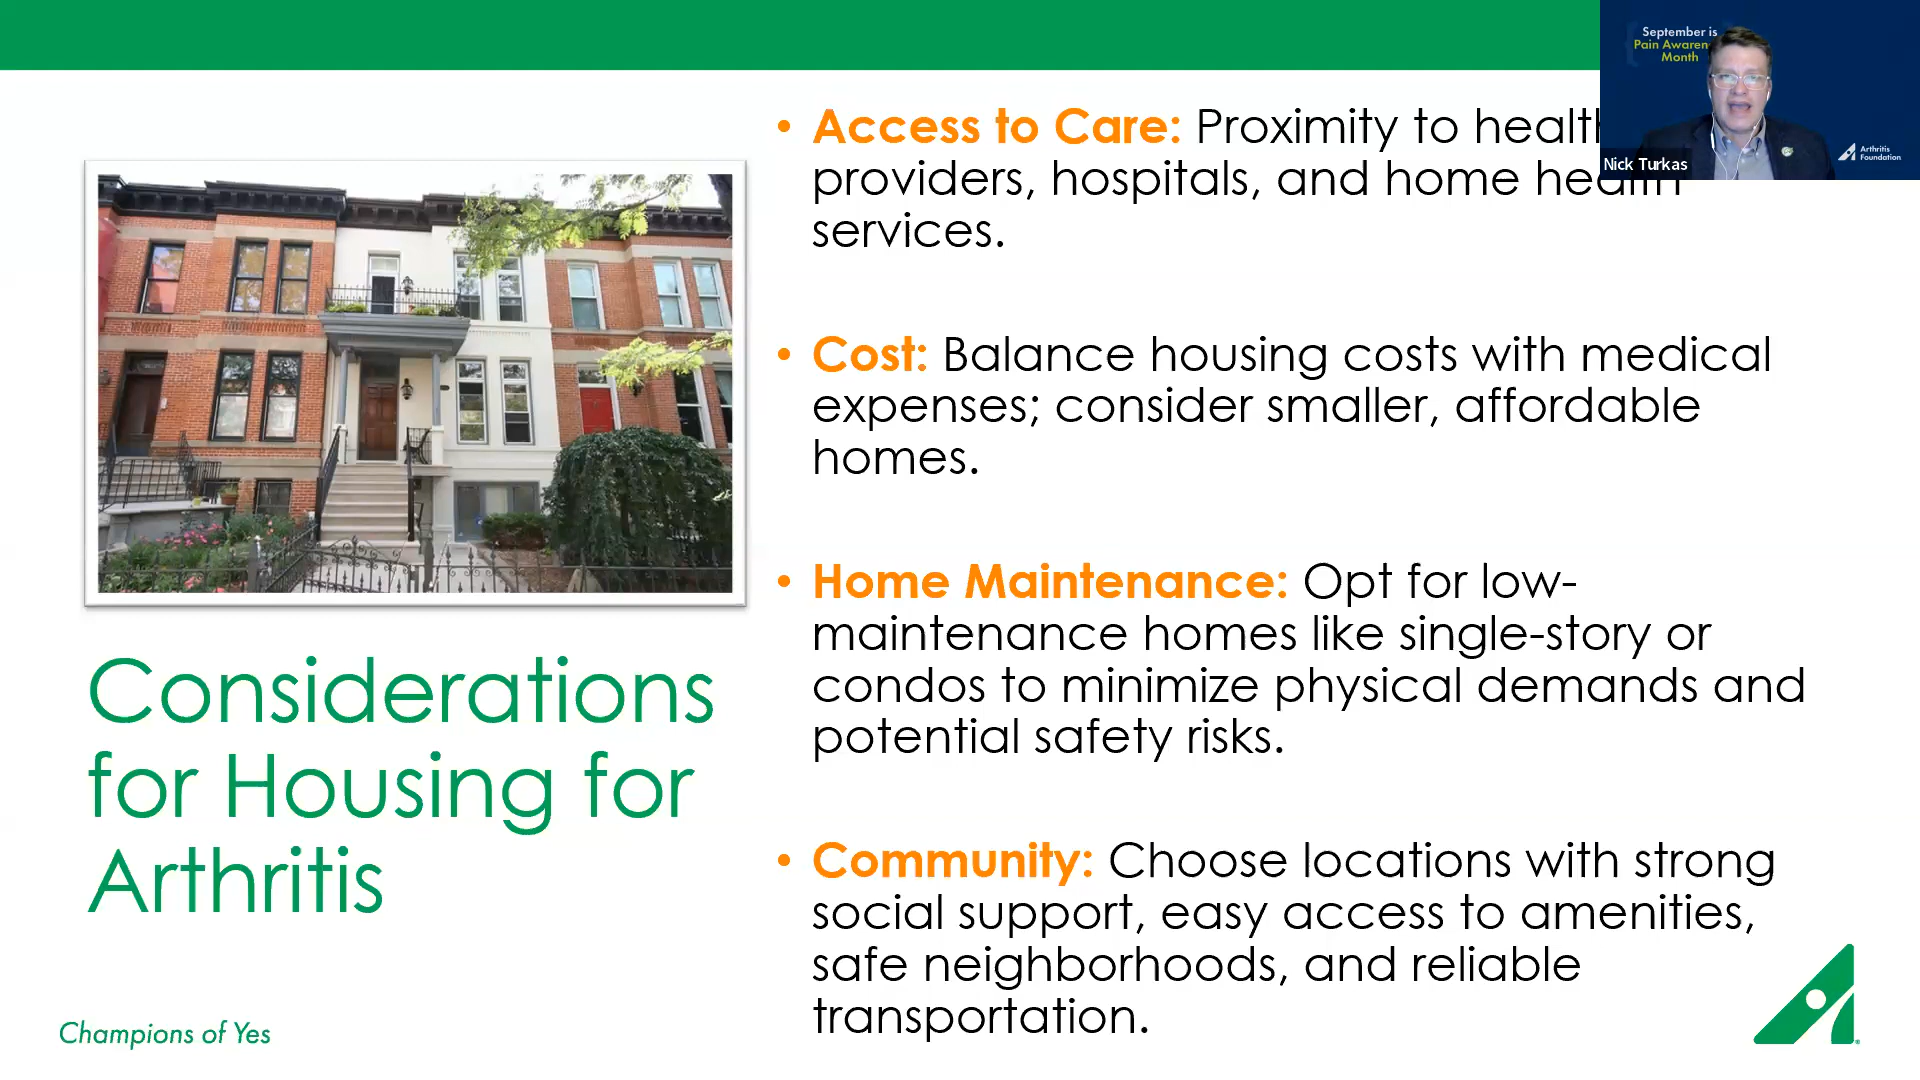 September is
Pain Awaren
Month
Nick Turkas
Arthritis
Foundation
• Access to Care: Proximity to healt
providers, hospitals, and home health
services.
• Cost: Balance housing costs with medical
expenses; consider smaller, affordable
homes.
• Home Maintenance: Opt for low-
maintenance homes like single-story or
condos to minimize physical demands and
potential safety risks.
• Community: Choose locations with strong
social support, easy access to amenities,
safe neighborhoods, and reliable
transportation.
Considerations
for Housing for
Arthritis
Champions of Yes